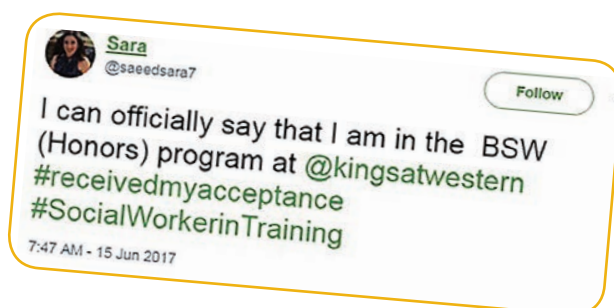 Sara
@saeedsara7
Follow
I can officially say that I am in the BSW
(Honors) program at @kingsatwestern
#receivedmyacceptance
#SocialWorkerinTraining
7:47 AM - 15 Jun 2017